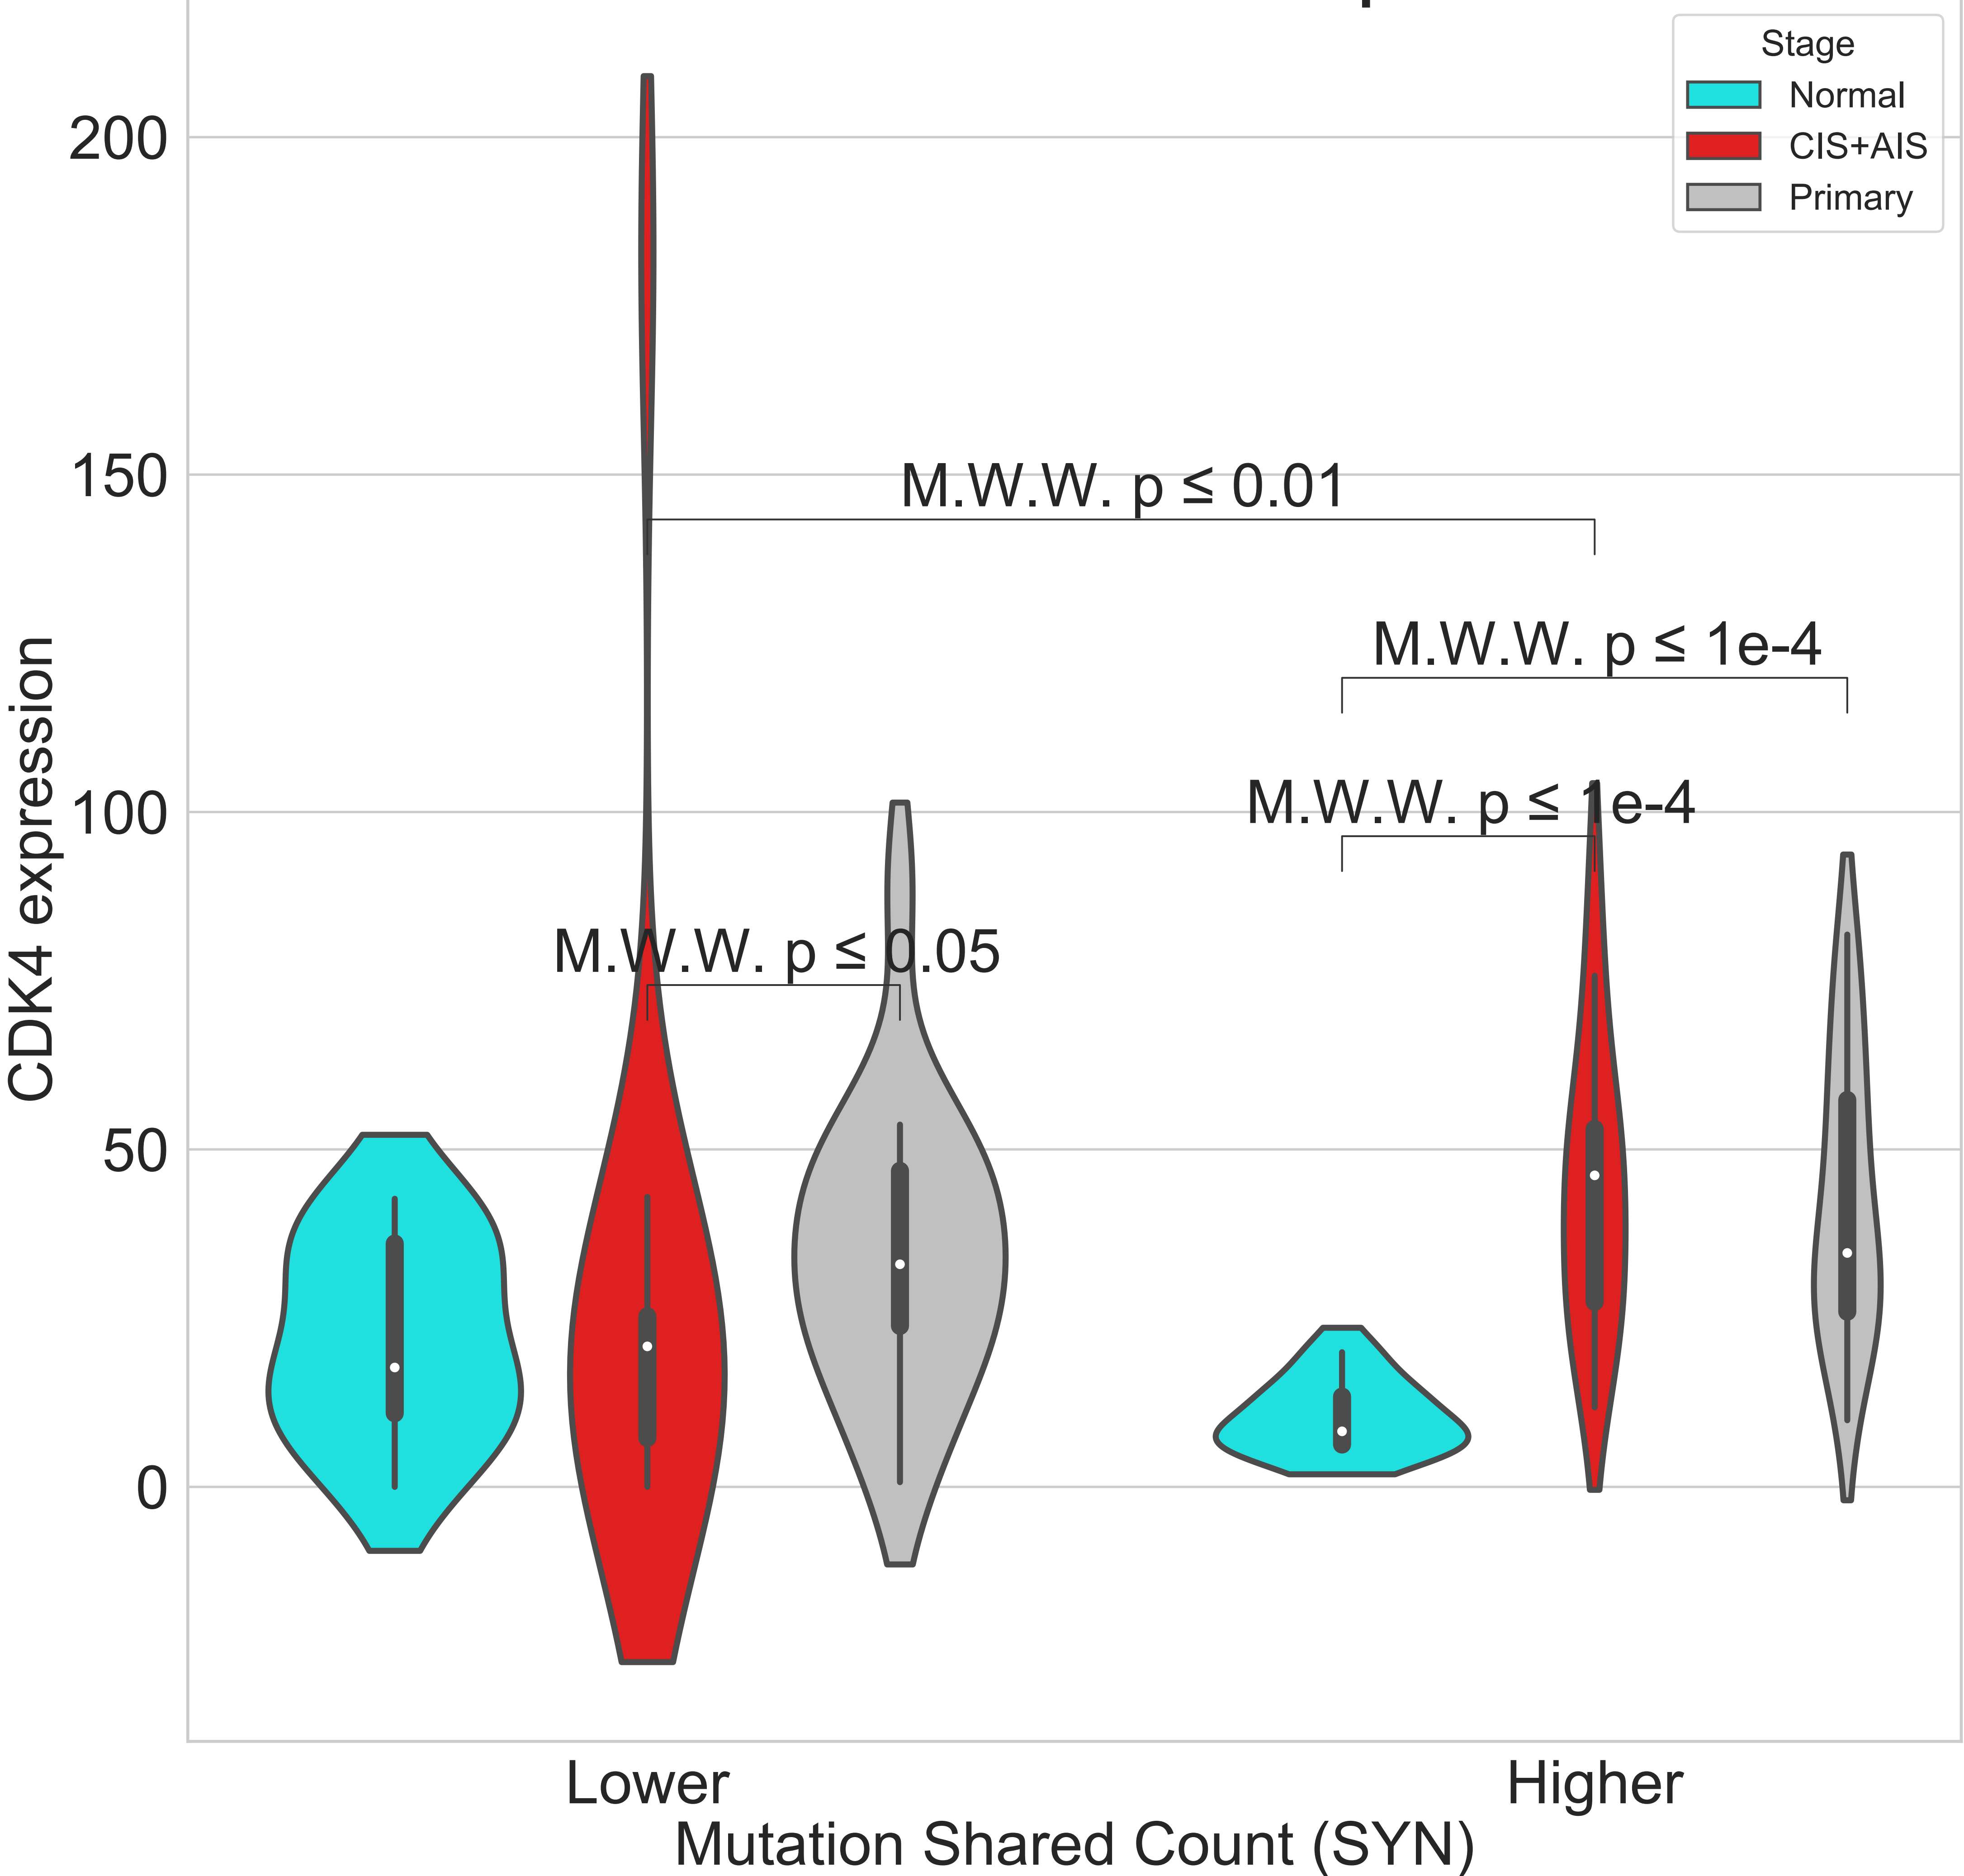 Stage
Normal
CIS+AIS
Primary
200
150
100
50
0
CDK4 expression
M.W.W. p ≤ 0.01
M.W.W. p ≤ 1e-4
M.W.W. p ≤ 1e-4
M.W.W. p ≤ 0.05
Lower
Higher
Mutation Shared Count (SYN)